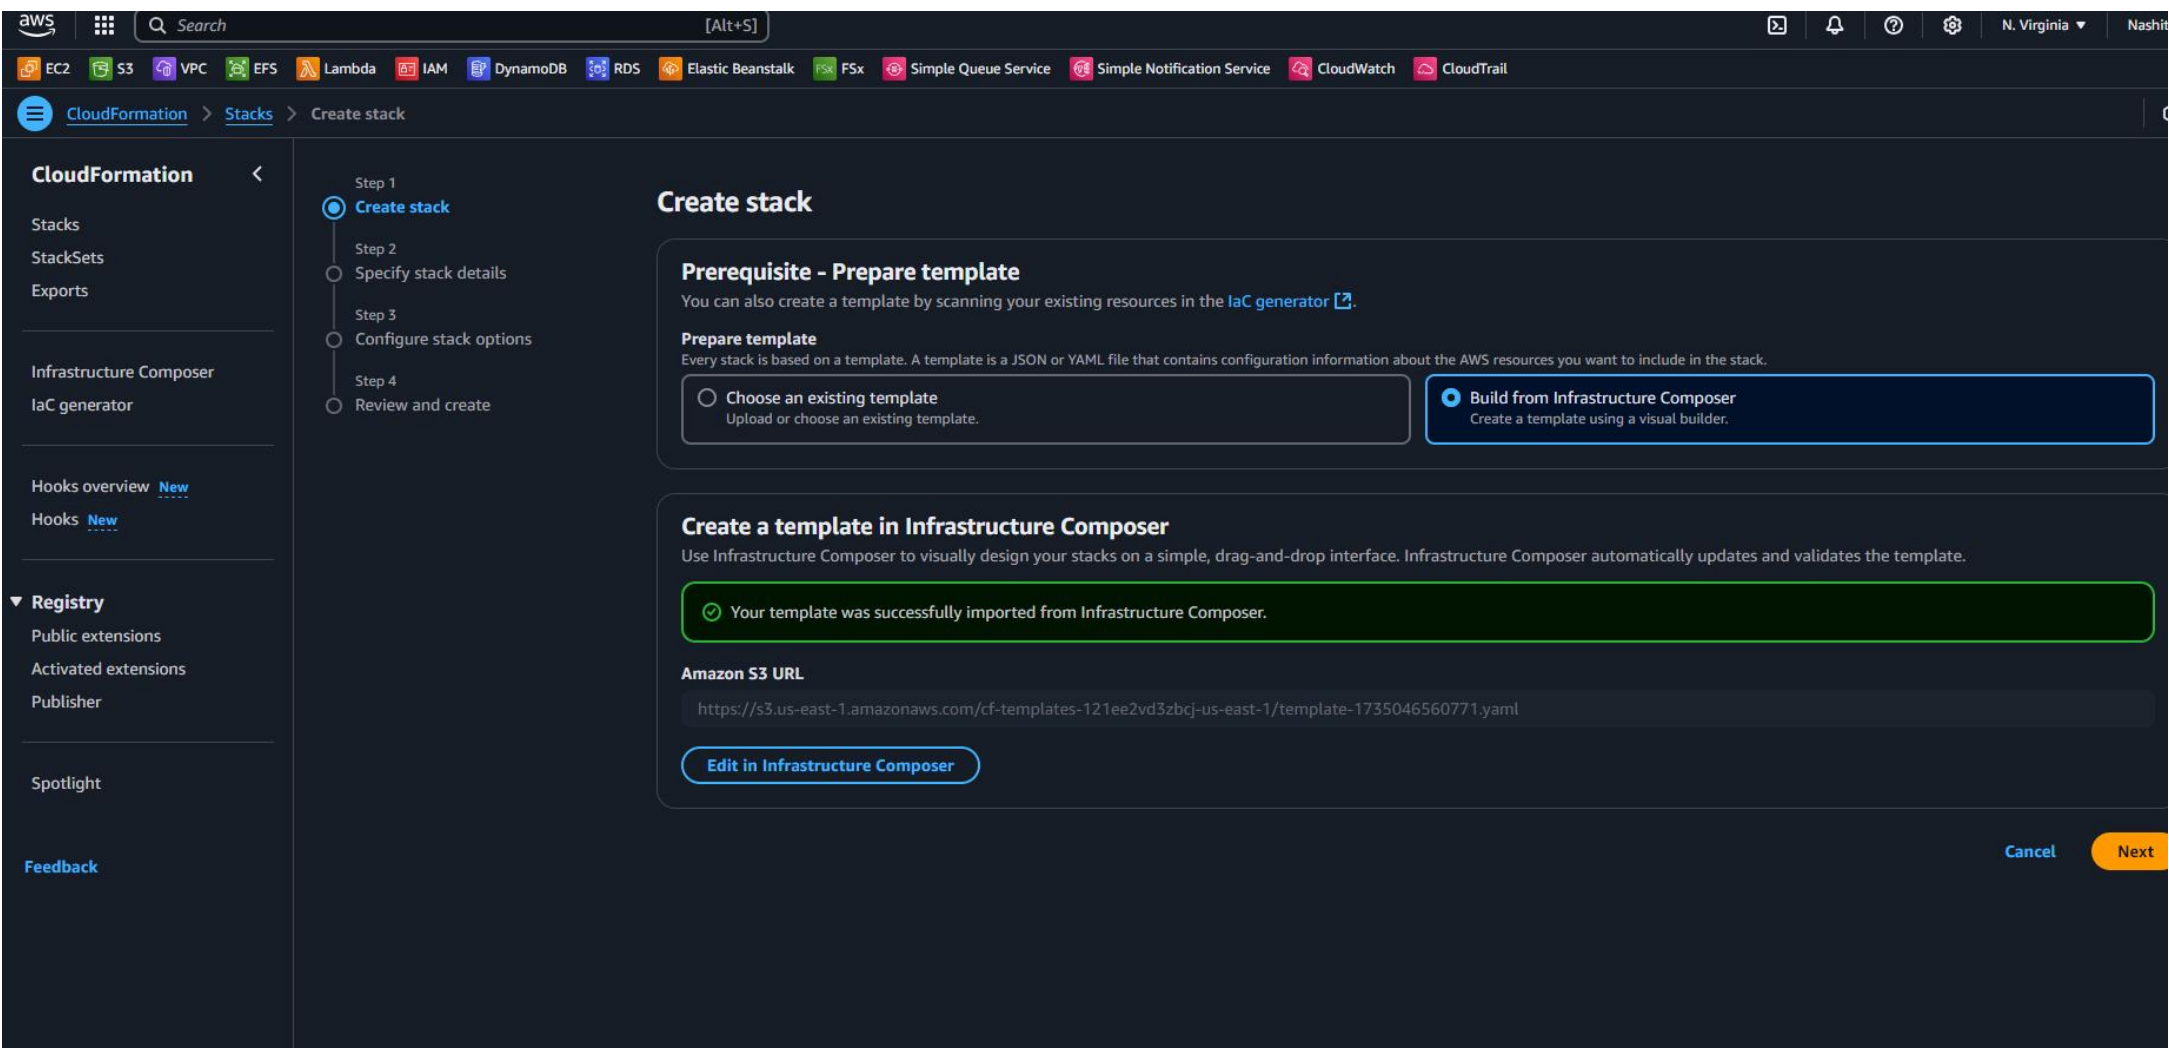 aws
Search [Alt+S] N. Virginia Nashit
EC2 S3 VPC EFS Lambda IAM DynamoDB RDS Elastic Beanstalk FSx FSx Simple Queue Service Simple Notification Service CloudWatch CloudTrail
CloudFormation > Stacks > Create stack
CloudFormation
Stacks
StackSets
Exports
Infrastructure Composer
IaC generator
Hooks overview New
Hooks New
Registry
Public extensions
Activated extensions
Publisher
Spotlight
Feedback
Step 1
Create stack
Step 2
Specify stack details
Step 3
Configure stack options
Step 4
Review and create
Create stack
Prerequisite - Prepare template
You can also create a template by scanning your existing resources in the IaC generator.
Prepare template
Every stack is based on a template. A template is a JSON or YAML file that contains configuration information about the AWS resources you want to include in the stack.
Choose an existing template
Upload or choose an existing template.
Build from Infrastructure Composer
Create a template using a visual builder.
Create a template in Infrastructure Composer
Use Infrastructure Composer to visually design your stacks on a simple, drag-and-drop interface. Infrastructure Composer automatically updates and validates the template.
Your template was successfully imported from Infrastructure Composer.
Amazon S3 URL
https://s3.us-east-1.amazonaws.com/cf-templates-121ee2vd3zbcj-us-east-1/template-1735046560771.yaml
Edit in Infrastructure Composer
Cancel
Next